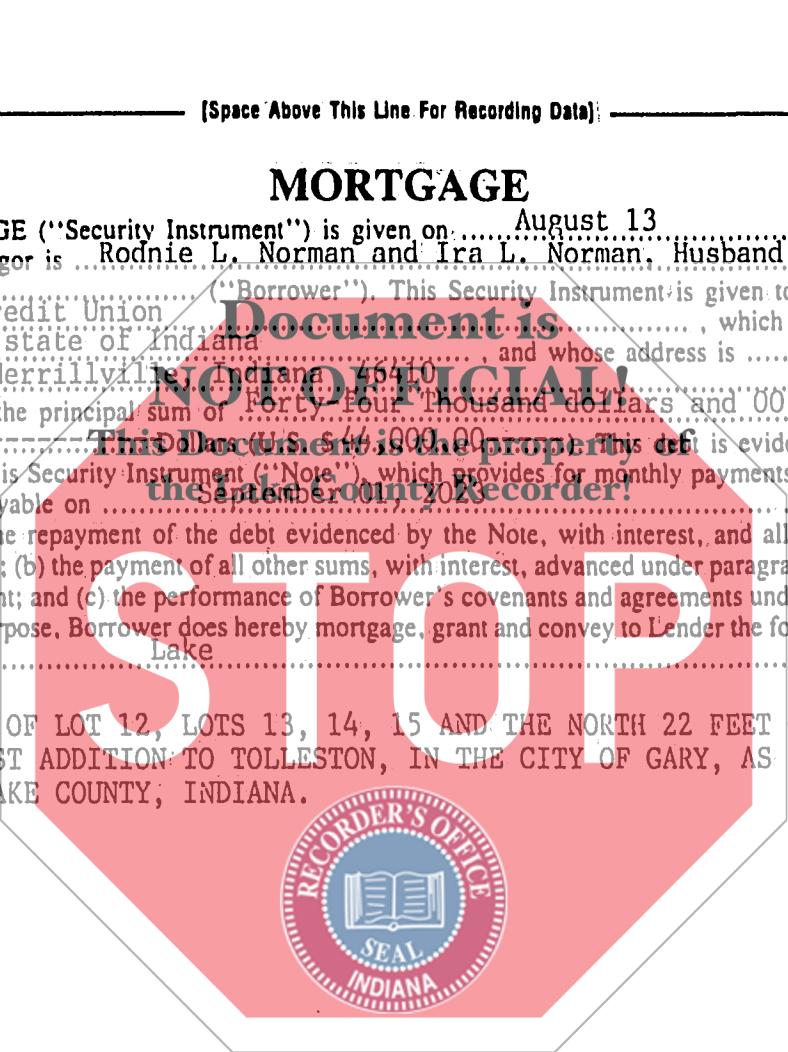 [Space Above This Line For Recording Data]
MORTGAGE
GE ("Security Instrument") is given on August 13
gor is Rodnie L. Norman and Ira L. Norman, Husband
("Borrower"). This Security Instrument is given to
edit Union
Document is
, which
state of Indiana
, and whose address is
Merrillville, Indiana 46410
NOT OFFICIAL!
he principal sum of Forty Four Thousand dollars and 00
Dollars (U.S. $44,000.00). This debt is evide
This Document is the property of
is Security Instrument ("Note"), which provides for monthly payments
the Lake County Recorder!
yable on September 01,
e repayment of the debt evidenced by the Note, with interest, and all
; (b) the payment of all other sums, with interest, advanced under paragra
nt; and (c) the performance of Borrower's covenants and agreements und
rpose, Borrower does hereby mortgage, grant and convey to Lender the fo
Lake
STOP
OF LOT 12, LOTS 13, 14, 15 AND THE NORTH 22 FEET
ST ADDITION TO TOLLESTON, IN THE CITY OF GARY, AS
AKE COUNTY, INDIANA.
RECORDER'S OFFICE
SEAL
INDIANA